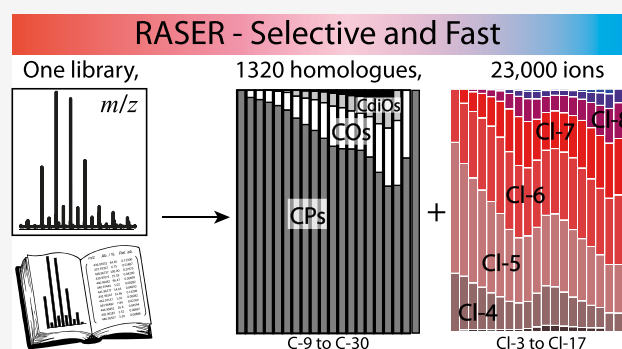 RASER - Selective and Fast
One library,
1320 homologues,
23,000 ions
m/z
CdiOs
COs
CPs
+
Cl-8
Cl-7
Cl-6
Cl-5
Cl-4
C-9 to C-30
Cl-3 to Cl-17